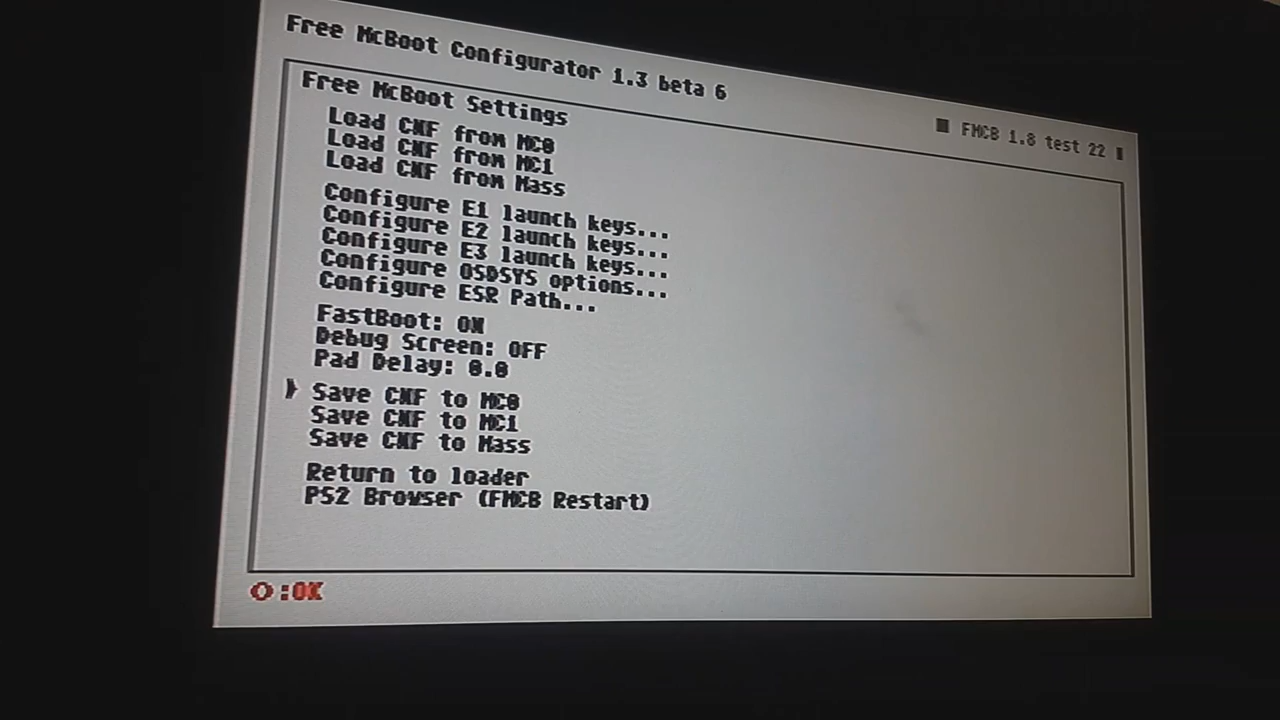 Free McBoot Configurator 1.3 beta 6
FMCB 1.8 test 22
Free McBoot Settings
Load CNF from MC0
Load CNF from MC1
Load CNF from Mass
Configure E1 launch keys...
Configure E2 launch keys...
Configure E3 launch keys...
Configure OSDSYS options...
Configure ESR Path...
FastBoot: ON
Debug Screen: OFF
Pad Delay: 0.0
Save CNF to MC0
Save CNF to MC1
Save CNF to Mass
Return to loader
PS2 Browser (FMCB Restart)
O:OK